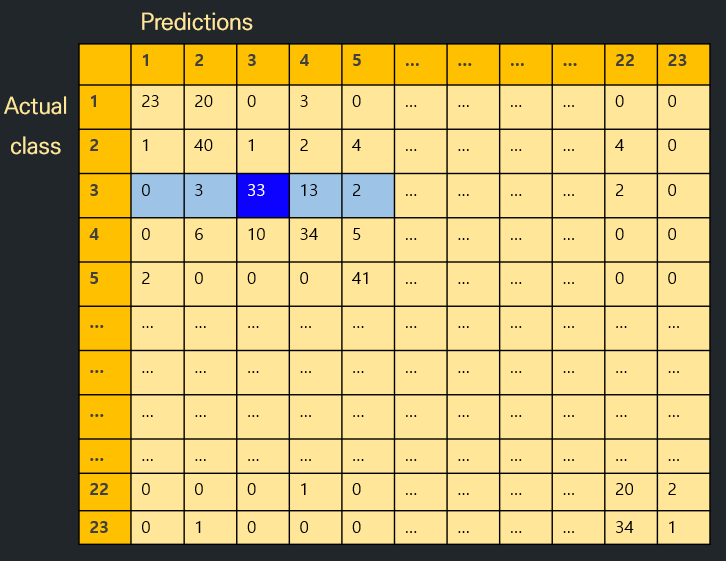 Predictions
1 2 3 4 5 ... ... ... ... 22 23
Actual
class
1 23 20 0 3 0 ... ... ... ... 0 0
2 1 40 1 2 4 ... ... ... ... 4 0
3 0 3 33 13 2 ... ... ... ... 2 0
4 0 6 10 34 5 ... ... ... ... 0 0
5 2 0 0 0 41 ... ... ... ... 0 0
... ... ... ... ... ... ... ... ... ... ... ...
... ... ... ... ... ... ... ... ... ... ... ...
... ... ... ... ... ... ... ... ... ... ... ...
... ... ... ... ... ... ... ... ... ... ... ...
22 0 0 0 1 0 ... ... ... ... 20 2
23 0 1 0 0 0 ... ... ... ... 34 1